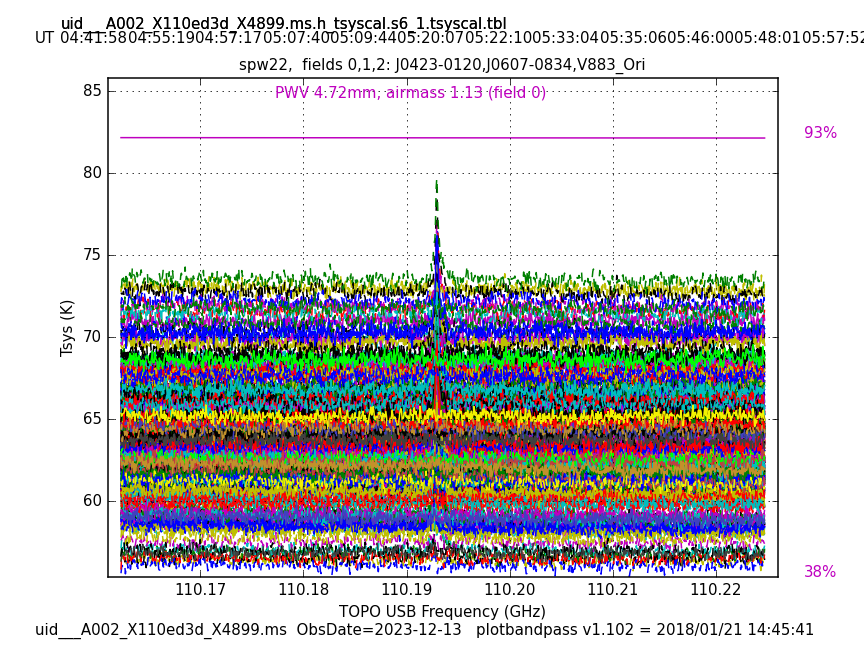 uid___A002_X110ed3d_X4899.ms.h_tsyscal.s6_1.tsyscal.tbl
UT 04:41:58 04:55:19 04:57:17 05:07:40 05:09:44 05:20:07 05:22:10 05:33:04 05:35:06 05:46:00 05:48:01 05:57:52
spw22, fields 0,1,2: J0423-0120,J0607-0834,V883_Ori
PWV 4.72mm, airmass 1.13 (field 0)
93%
85
80
75
70
65
60
Tsys (K)
38%
110.17 110.18 110.19 110.20 110.21 110.22
TOPO USB Frequency (GHz)
uid___A002_X110ed3d_X4899.ms ObsDate=2023-12-13 plotbandpass v1.102 = 2018/01/21 14:45:41